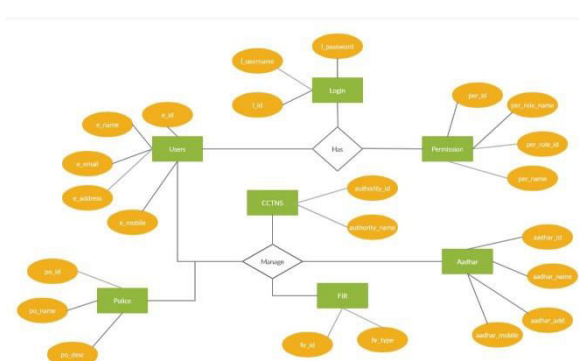 l_password
l_username
Login
l_id
per_id
per_role_name
e_id
e_name
Users
Has
Permission
per_role_id
e_email
per_name
e_address
CCTNS
authority_id
e_mobile
authority_name
aadhar_id
po_id
Manage
Aadhar
aadhar_name
po_name
Police
FIR
aadhar_add
aadhar_mobile
fir_id
fir_type
po_desc